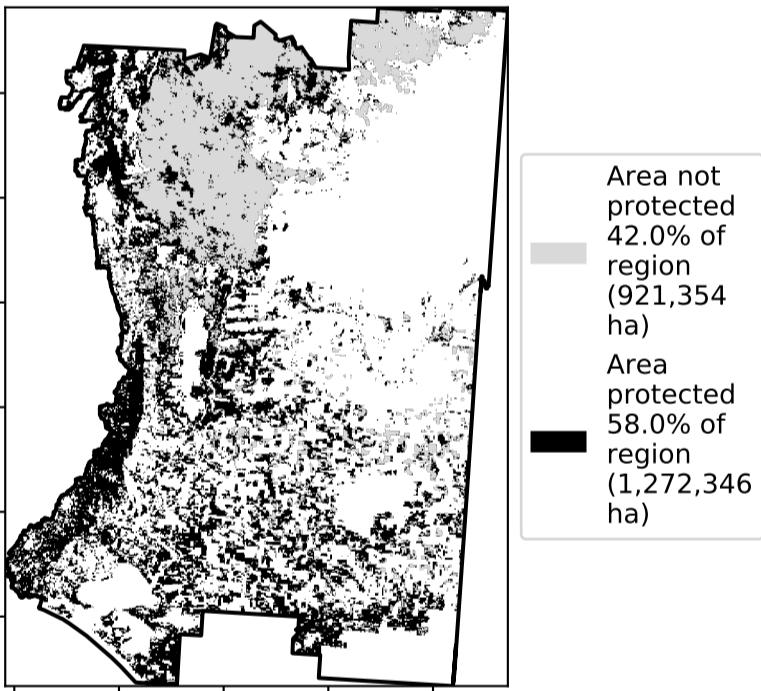 Area not
protected
42.0% of
region
(921,354
ha)
Area
protected
58.0% of
region
(1,272,346
ha)